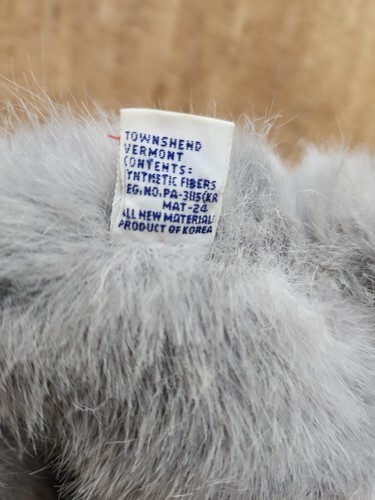 TOWNSHEND
VERMONT
CONTENTS:
YNTHETIC FIBERS
EG.NO.PA-3115(KR
MAT-24
ALL NEW MATERIAL
PRODUCT OF KOREA